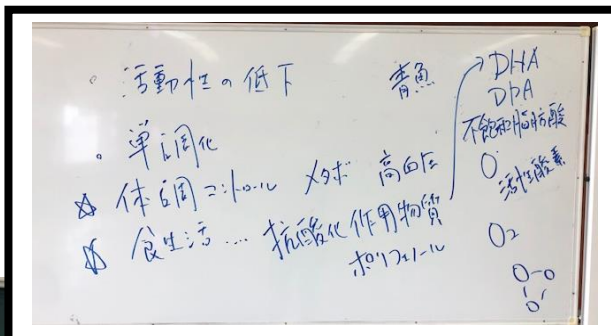 。活動性の低下
青魚
DHA
DPA
不飽和脂肪酸
。単調化
☆ 体調コントロール メタボ 高血圧
O
活性酸素
☆ 食生活‥‥抗酸化作用物質
ポリフェノール
O2
O-O
O